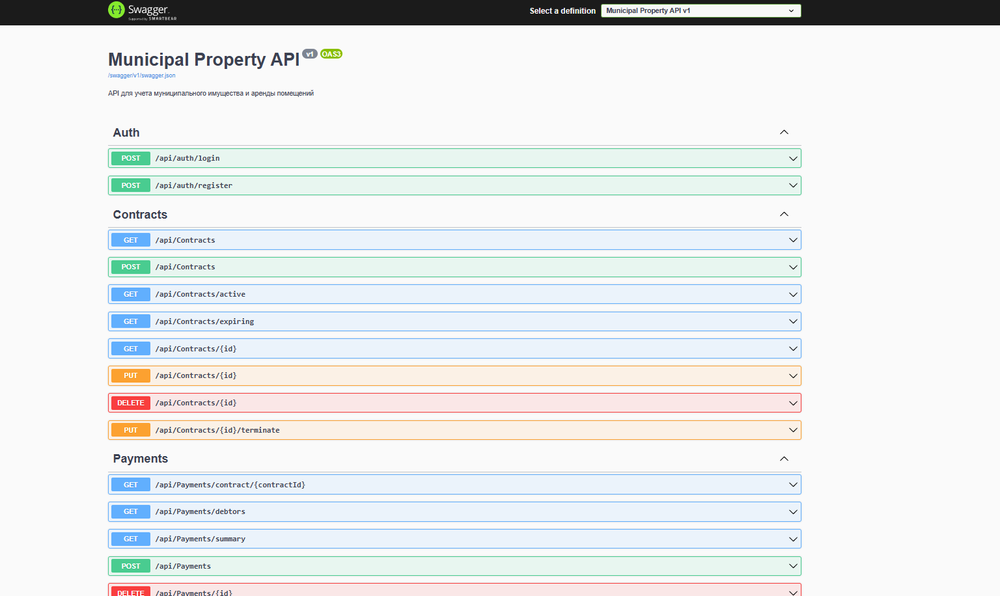 Swagger
Supported by SMARTBEAR
Select a definition
Municipal Property API v1
Municipal Property API v1 OAS3
/swagger/v1/swagger.json
API для учета муниципального имущества и аренды помещений
Auth
POST /api/auth/login
POST /api/auth/register
Contracts
GET /api/Contracts
POST /api/Contracts
GET /api/Contracts/active
GET /api/Contracts/expiring
GET /api/Contracts/{id}
PUT /api/Contracts/{id}
DELETE /api/Contracts/{id}
PUT /api/Contracts/{id}/terminate
Payments
GET /api/Payments/contract/{contractId}
GET /api/Payments/debtors
GET /api/Payments/summary
POST /api/Payments
DELETE /api/Payments/{id}